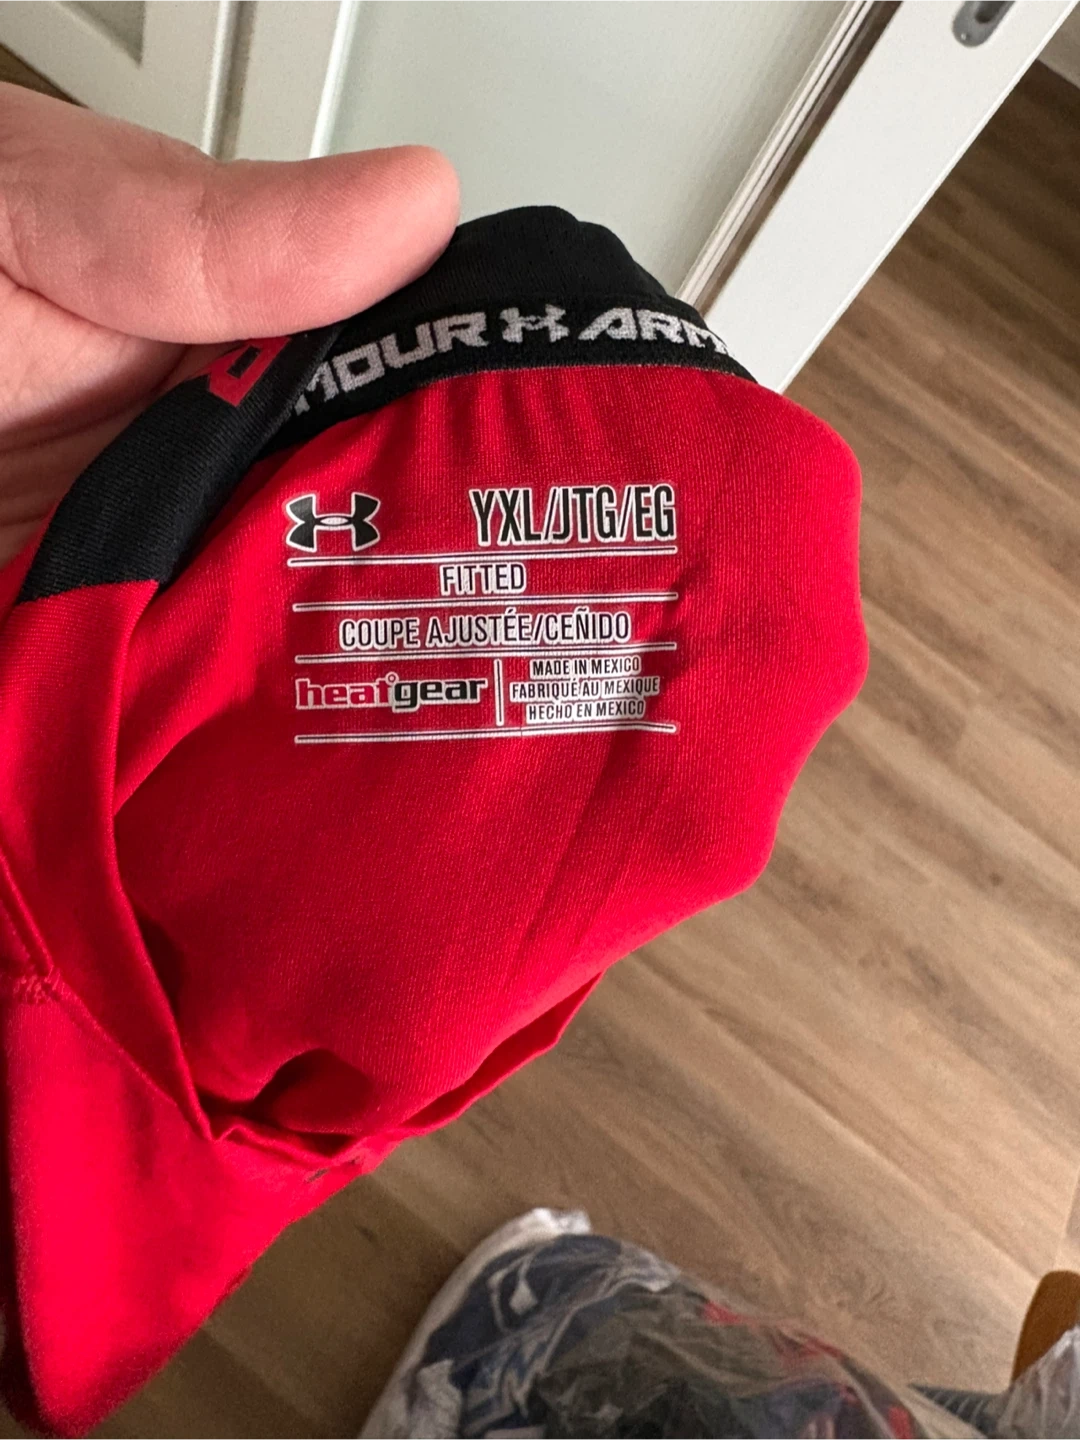 MOUR ARM
YXL/JTG/EG
FITTED
COUPE AJUSTÉE/CEÑIDO
heatgear
MADE IN MEXICO
FABRIQUÉ AU MEXIQUE
HECHO EN MEXICO